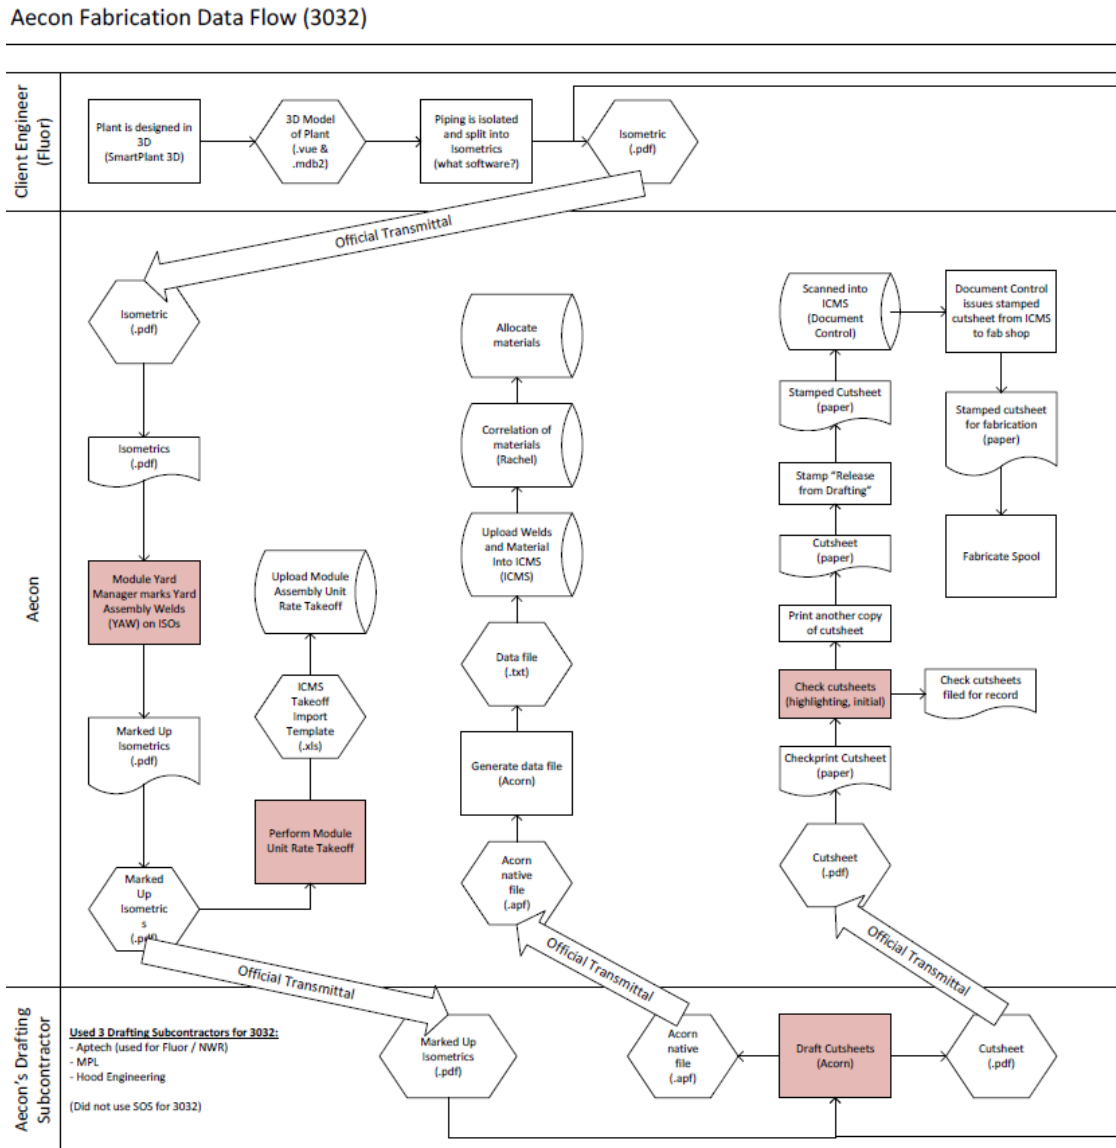 Aecon Fabrication Data Flow (3032)
Client Engineer
(Fluor)
Plant is designed in
3D
(SmartPlant 3D)
3D Model
of Plant
(.vue &
.mdb2)
Piping is isolated
and split into
Isometrics
(what software?)
Isometric
(.pdf)
Official Transmittal
Aecon
Isometric
(.pdf)
Isometrics
(.pdf)
Module Yard
Manager marks Yard
Assembly Welds
(YAW) on ISOs
Marked Up
Isometrics
(.pdf)
Marked
Up
Isometric
s
(.pdf)
Upload Module
Assembly Unit
Rate Takeoff
ICMS
Takeoff
Import
Template
(.xls)
Perform Module
Unit Rate Takeoff
Allocate
materials
Correlation of
materials
(Rachel)
Upload Welds
and Material
Into ICMS
(ICMS)
Data file
(.txt)
Generate data file
(Acorn)
Acorn
native
file
(.apf)
Scanned into
ICMS
(Document
Control)
Document Control
issues stamped
cutsheet from ICMS
to fab shop
Stamped Cutsheet
(paper)
Stamped cutsheet
for fabrication
(paper)
Stamp “Release
from Drafting”
Cutsheet
(paper)
Fabricate Spool
Print another copy
of cutsheet
Check cutsheets
(highlighting, initial)
Check cutsheets
filed for record
Checkprint Cutsheet
(paper)
Cutsheet
(.pdf)
Official Transmittal
Official Transmittal
Official Transmittal
Aecon's Drafting
Subcontractor
Used 3 Drafting Subcontractors for 3032:
- Aptech (used for Fluor / NWR)
- MPL
- Hood Engineering
(Did not use SOS for 3032)
Marked Up
Isometrics
(.pdf)
Acorn
native
file
(.apf)
Draft Cutsheets
(Acorn)
Cutsheet
(.pdf)